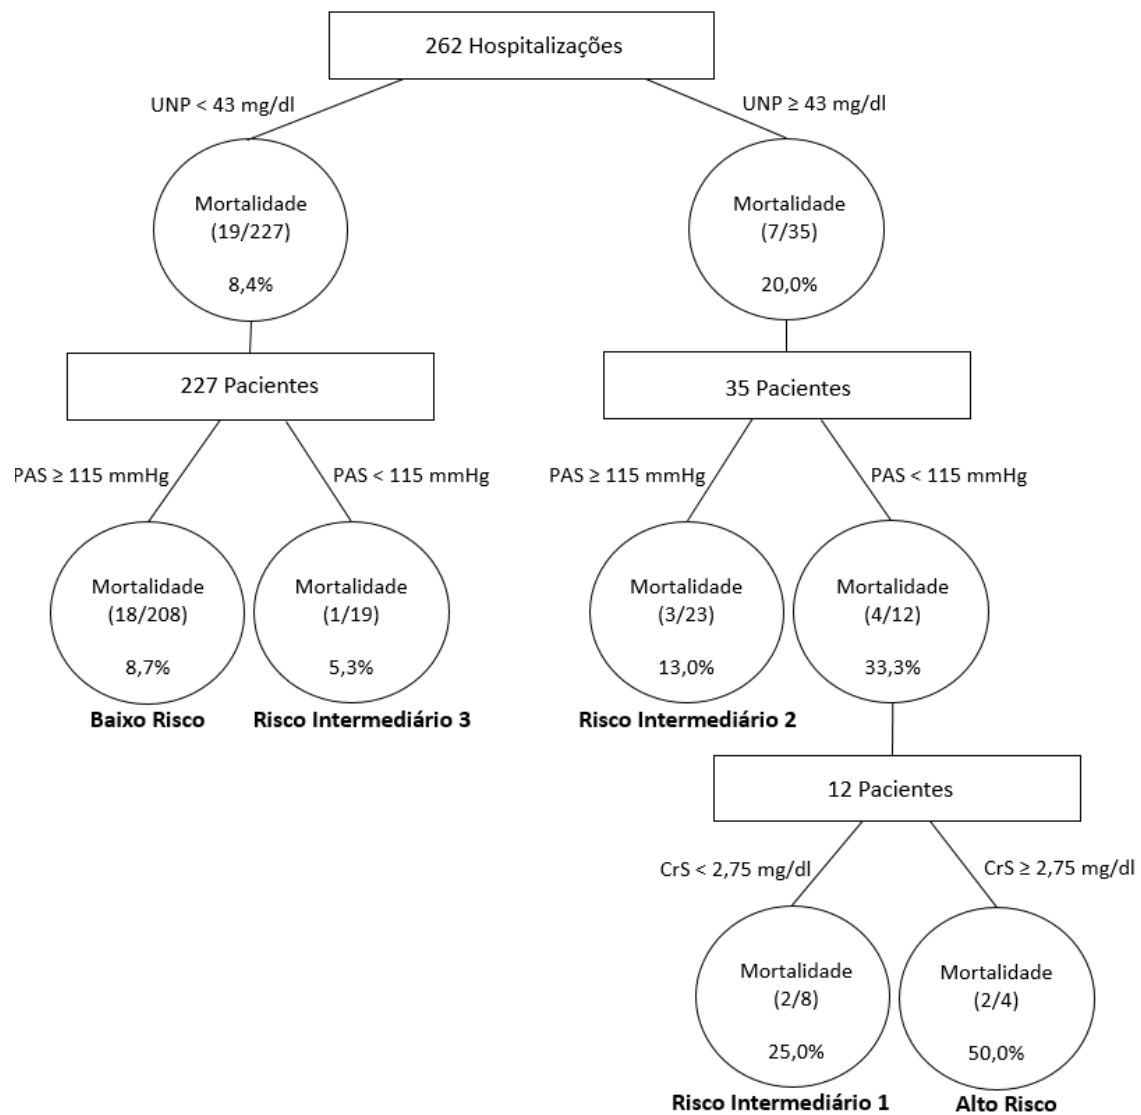 262 Hospitalizações
UNP < 43 mg/dl
UNP ≥ 43 mg/dl
Mortalidade
(19/227)
8,4%
Mortalidade
(7/35)
20,0%
227 Pacientes
35 Pacientes
PAS ≥ 115 mmHg
PAS < 115 mmHg
PAS ≥ 115 mmHg
PAS < 115 mmHg
Mortalidade
(18/208)
8,7%
Mortalidade
(1/19)
5,3%
Mortalidade
(3/23)
13,0%
Mortalidade
(4/12)
33,3%
Baixo Risco
Risco Intermediário 3
Risco Intermediário 2
12 Pacientes
CrS < 2,75 mg/dl
CrS ≥ 2,75 mg/dl
Mortalidade
(2/8)
25,0%
Mortalidade
(2/4)
50,0%
Risco Intermediário 1
Alto Risco